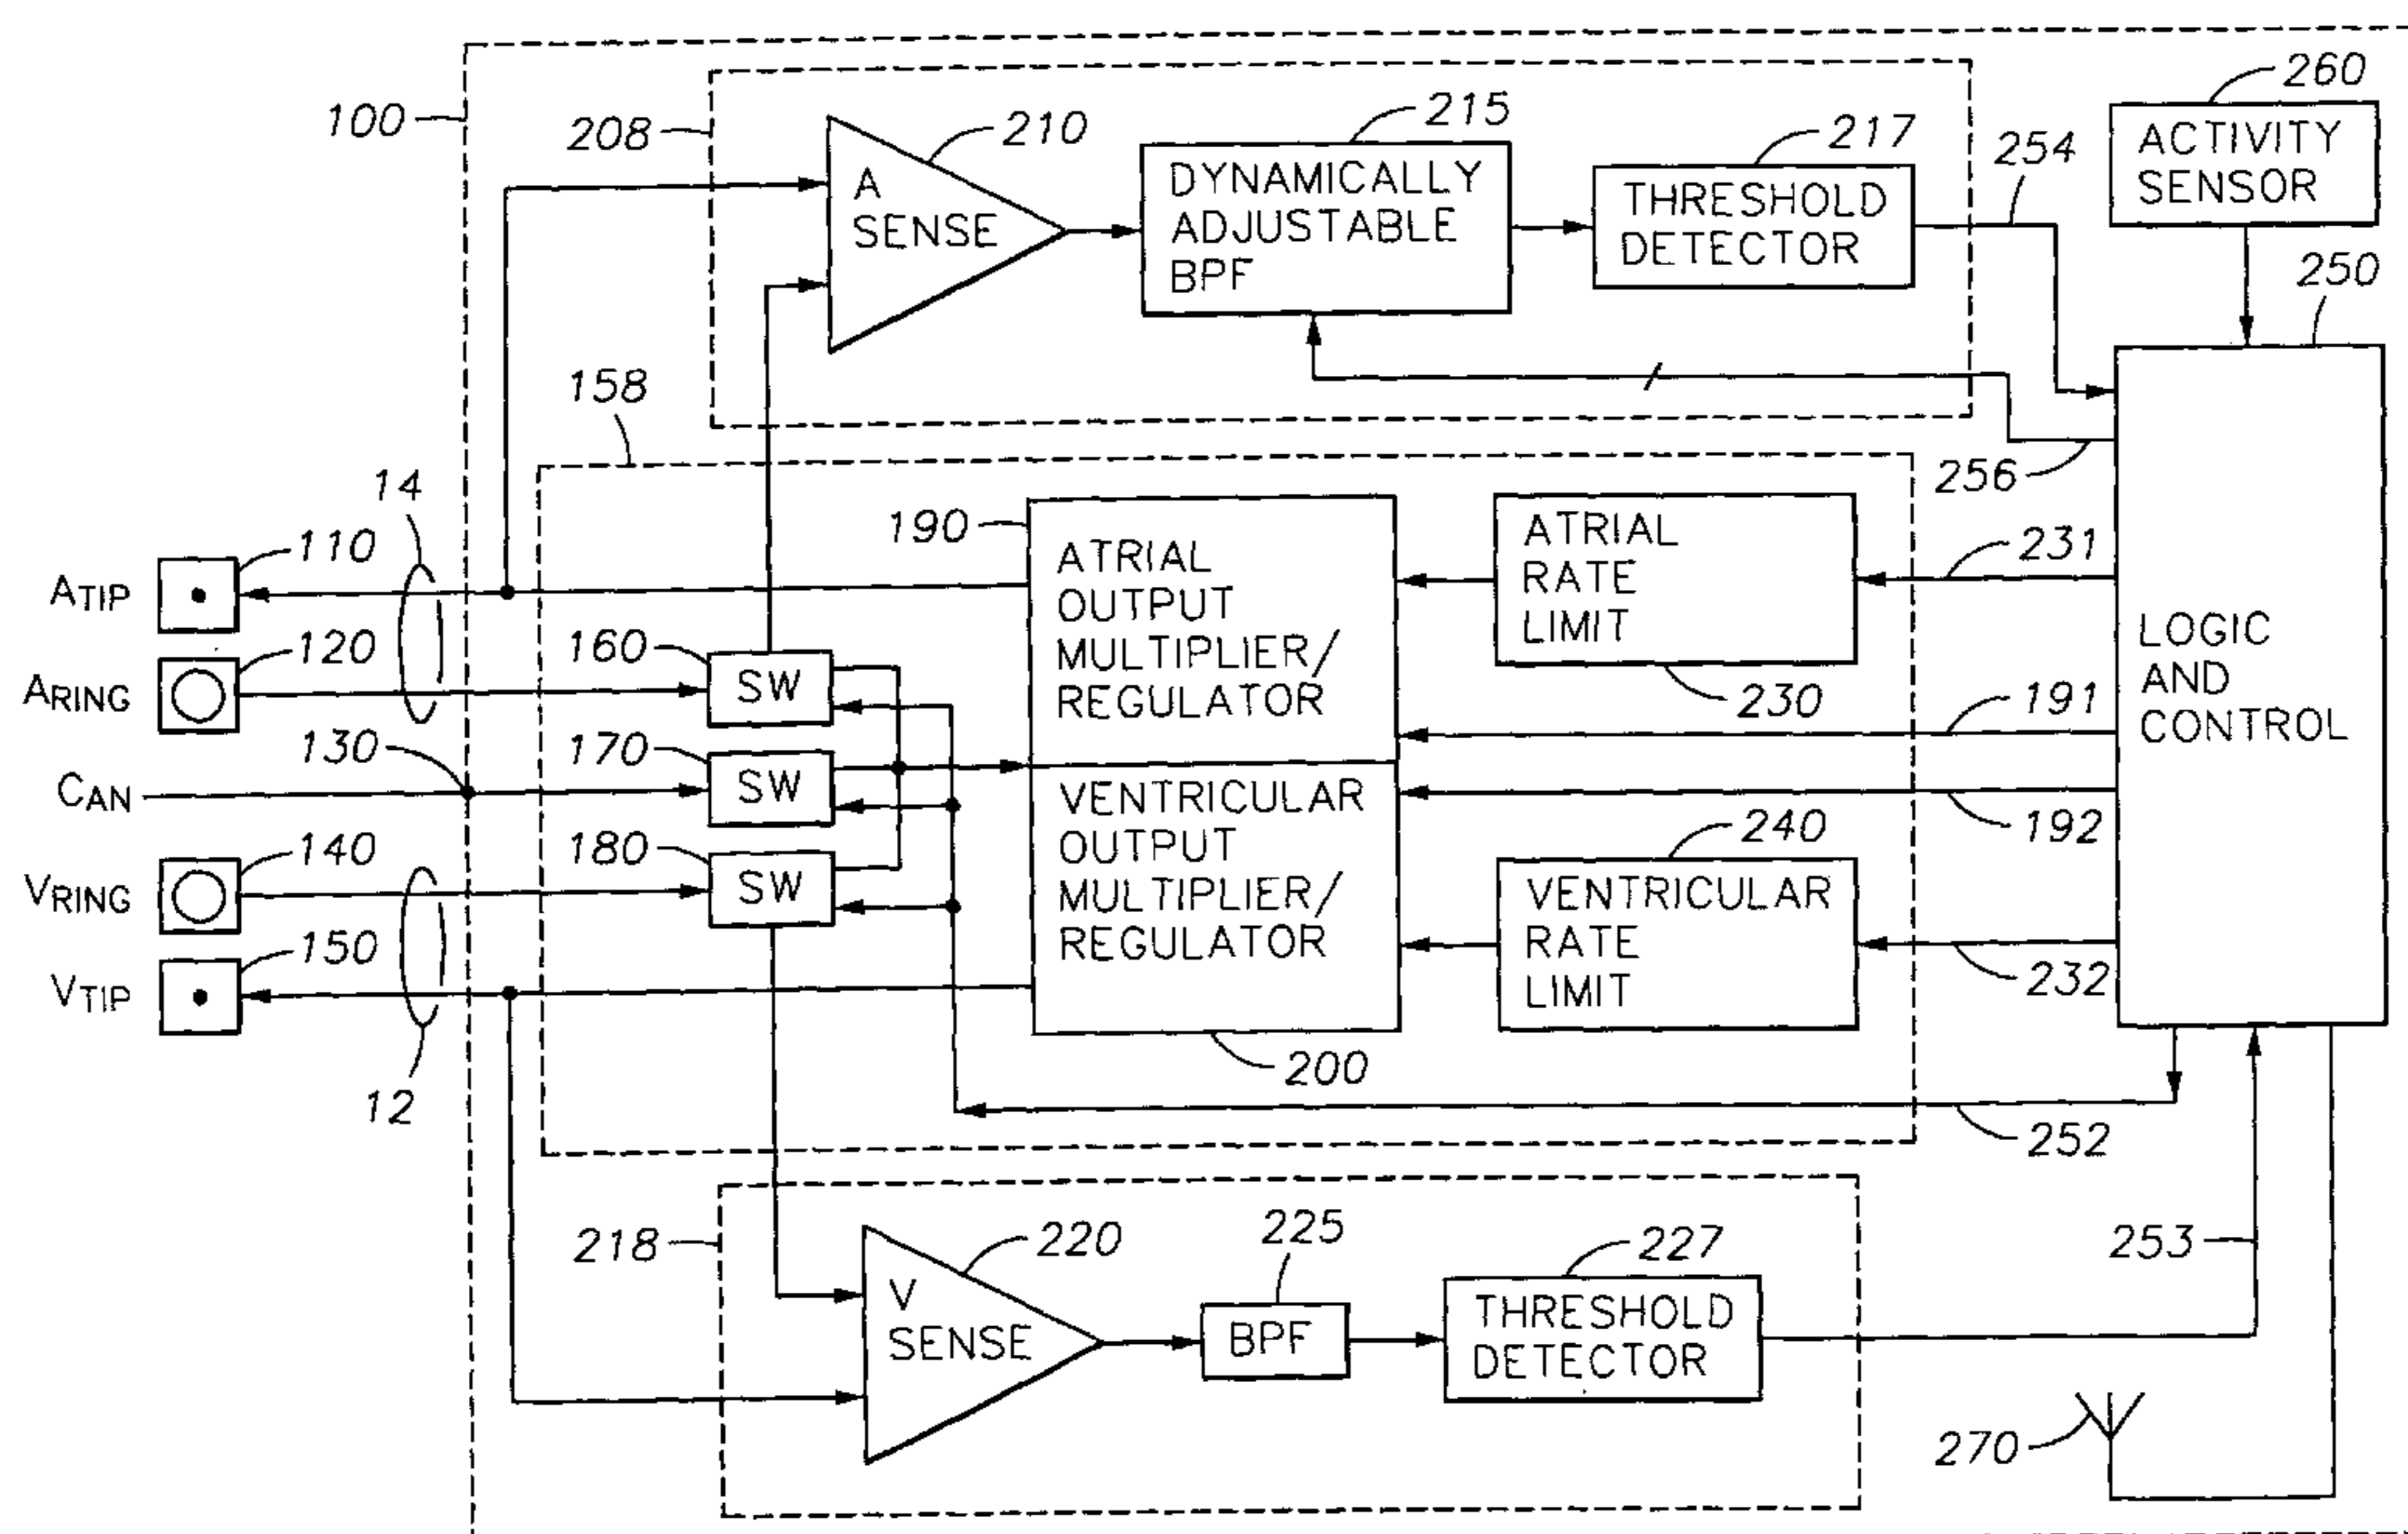 100
208
A
SENSE
210
DYNAMICALLY
ADJUSTABLE
BPF
215
THRESHOLD
DETECTOR
217
254
ACTIVITY
SENSOR
260
250
LOGIC
AND
CONTROL
256
158
14
ATIP
110
ARING
120
CAN
130
VRING
140
VTIP
150
12
160
SW
170
SW
180
SW
190
ATRIAL
OUTPUT
MULTIPLIER/
REGULATOR
VENTRICULAR
OUTPUT
MULTIPLIER/
REGULATOR
200
ATRIAL
RATE
LIMIT
230
231
191
192
240
VENTRICULAR
RATE
LIMIT
232
252
218
V
SENSE
220
225
BPF
227
THRESHOLD
DETECTOR
253
270